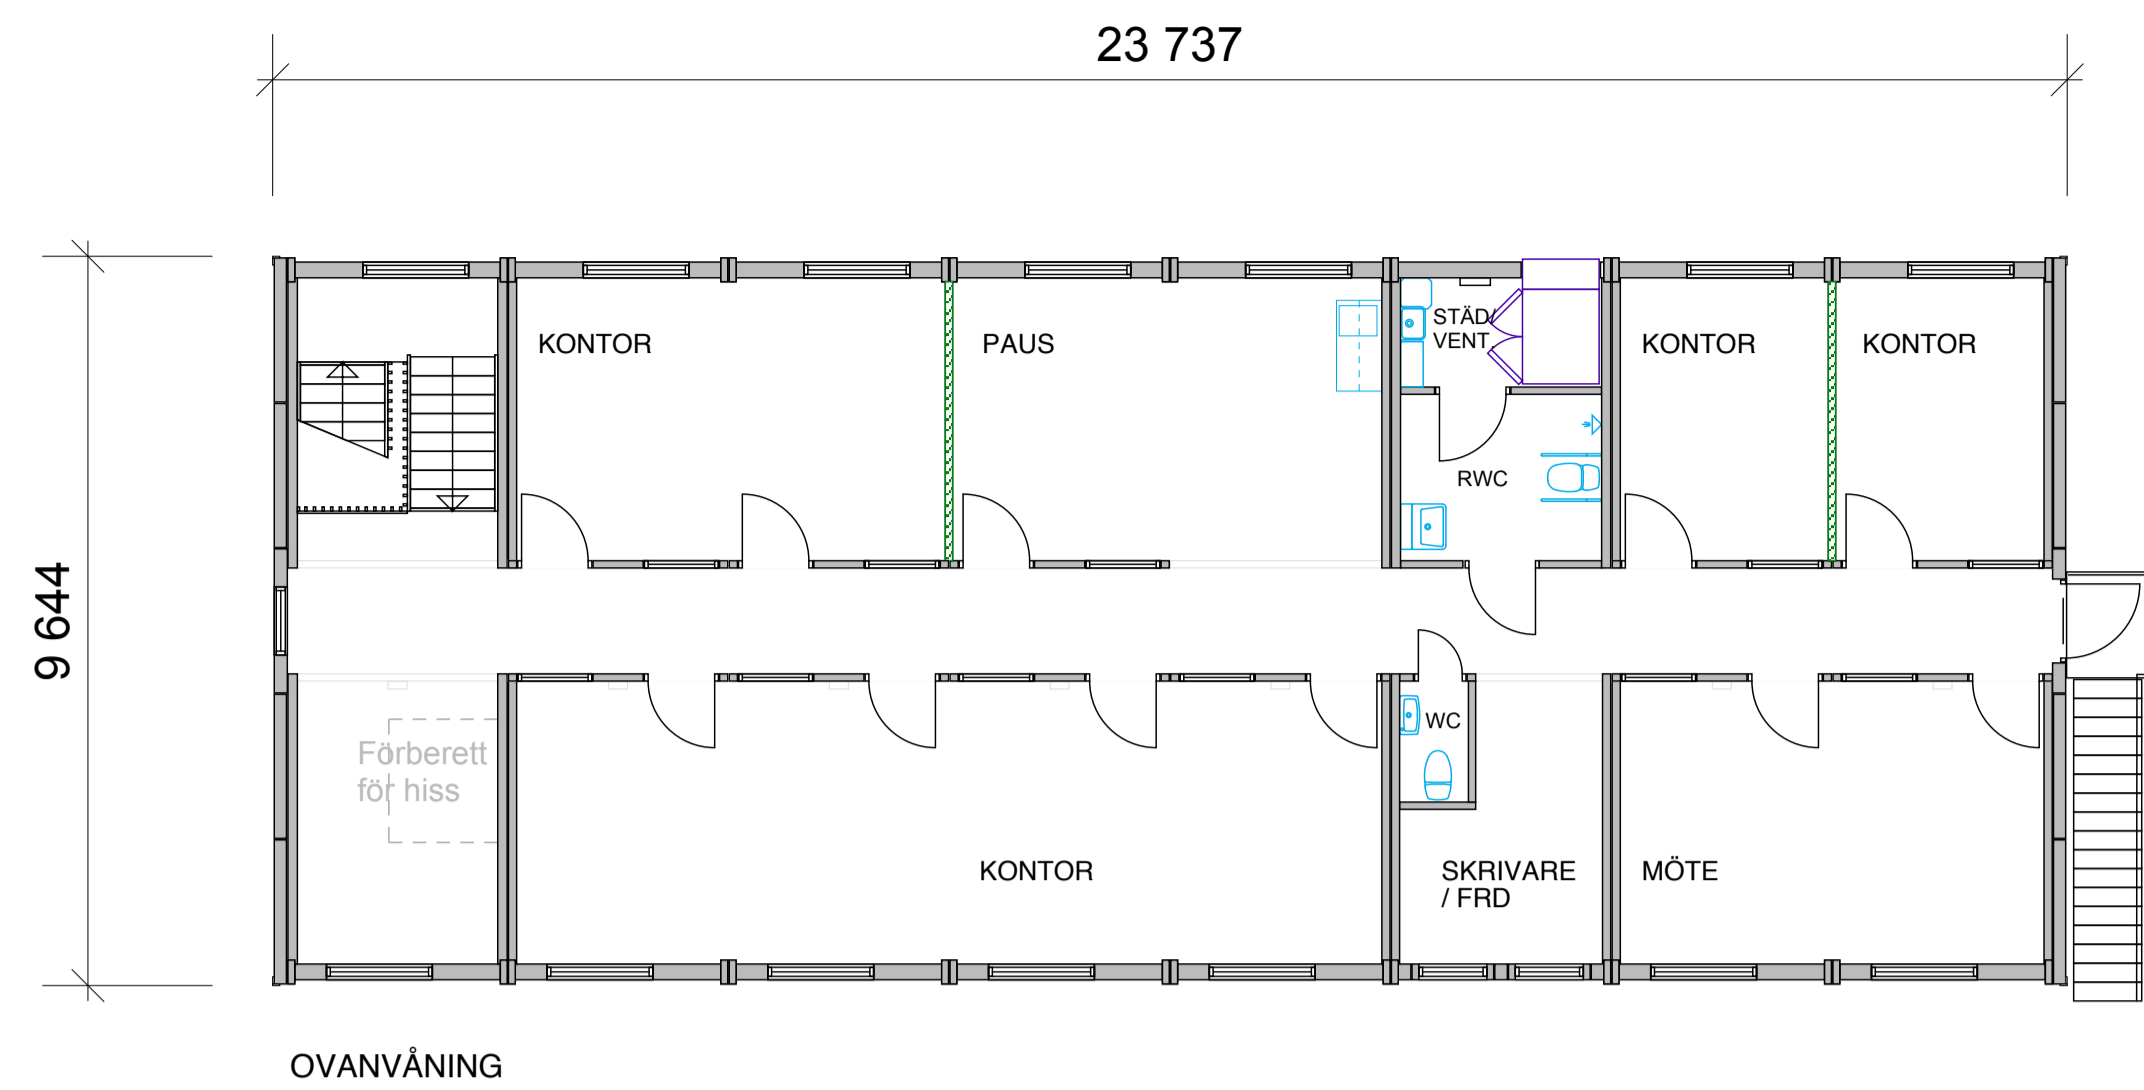 23 737
9 644
KONTOR
PAUS
STÄD/
VENT.
KONTOR
KONTOR
RWC
WC
Förberett
för hiss
KONTOR
SKRIVARE
/ FRD
MÖTE
OVANVÅNING